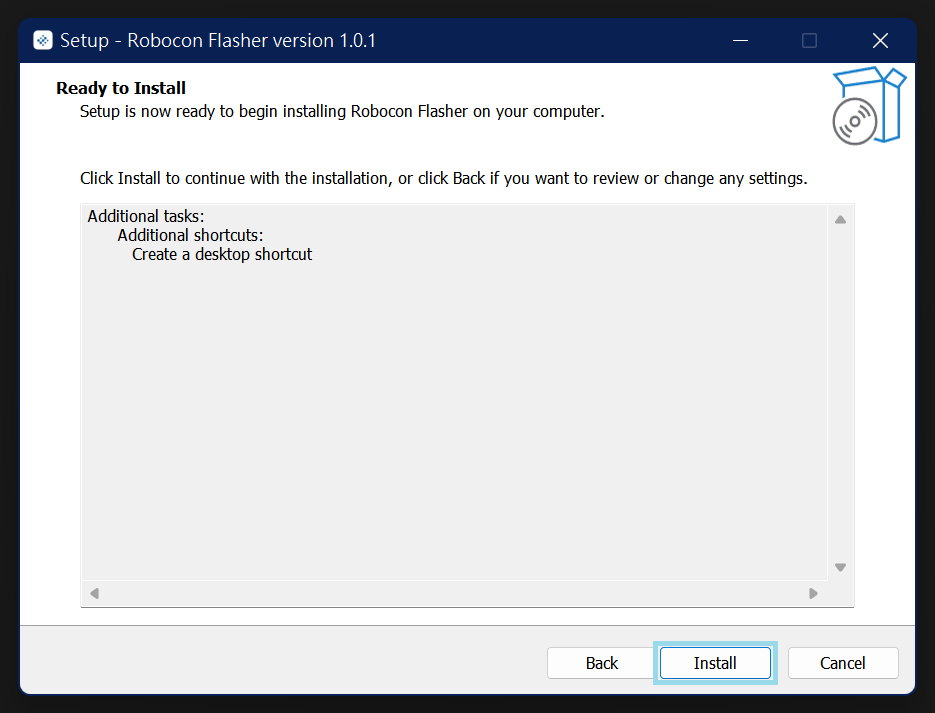 Setup - Robocon Flasher version 1.0.1
Ready to Install
Setup is now ready to begin installing Robocon Flasher on your computer.
Click Install to continue with the installation, or click Back if you want to review or change any settings.
Additional tasks:
Additional shortcuts:
Create a desktop shortcut
Back
Install
Cancel